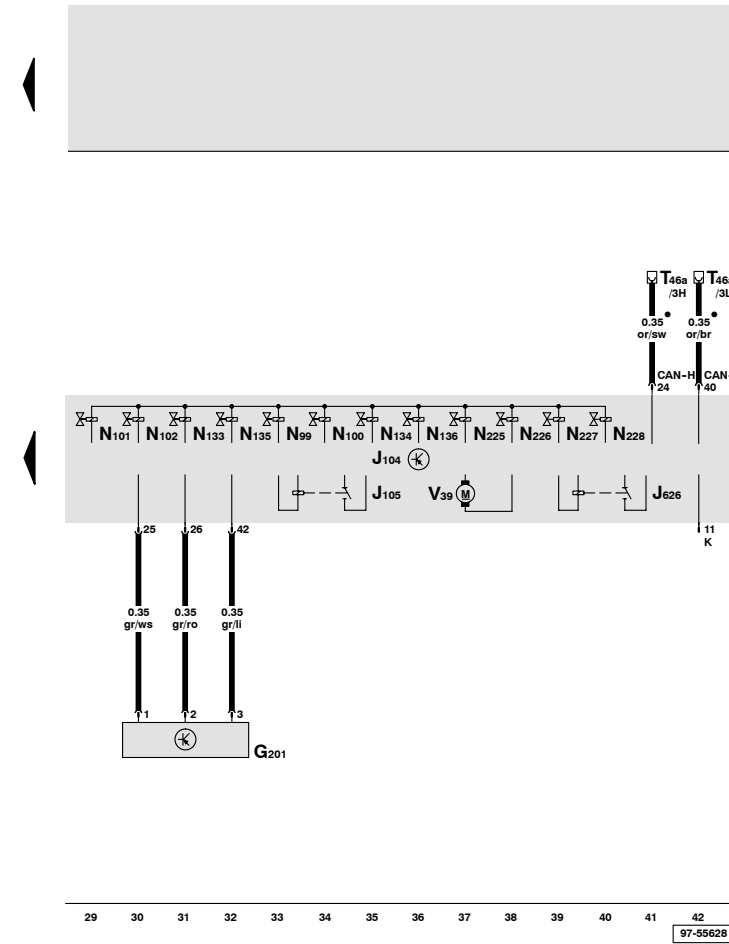 T46a T46
/3H /3L
0.35 0.35
or/sw or/br
CAN-H CAN-
24 40
N101 N102 N133 N135 N99 N100 N134 N136 N225 N226 N227 N228
J104
J105 V39 M J626
25 26 42 11
K
0.35 0.35 0.35
gr/ws gr/ro gr/li
1 2 3
G201
29 30 31 32 33 34 35 36 37 38 39 40 41 42
97-55628